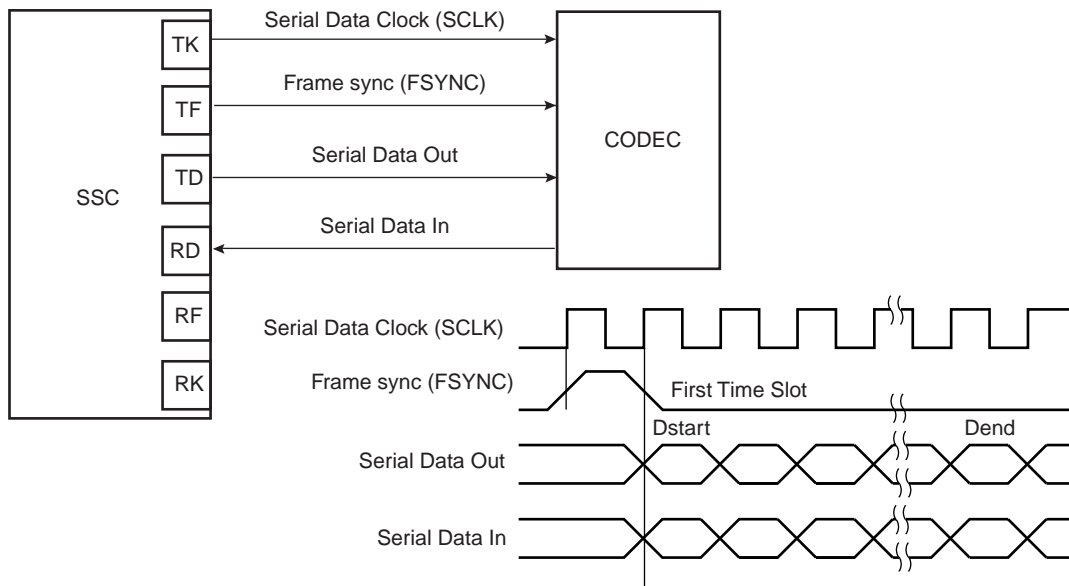 Serial Data Clock (SCLK)
TK
Frame sync (FSYNC)
TF
CODEC
Serial Data Out
TD
SSC
Serial Data In
RD
RF
Serial Data Clock (SCLK)
RK
Frame sync (FSYNC)
First Time Slot
Dstart
Dend
Serial Data Out
Serial Data In